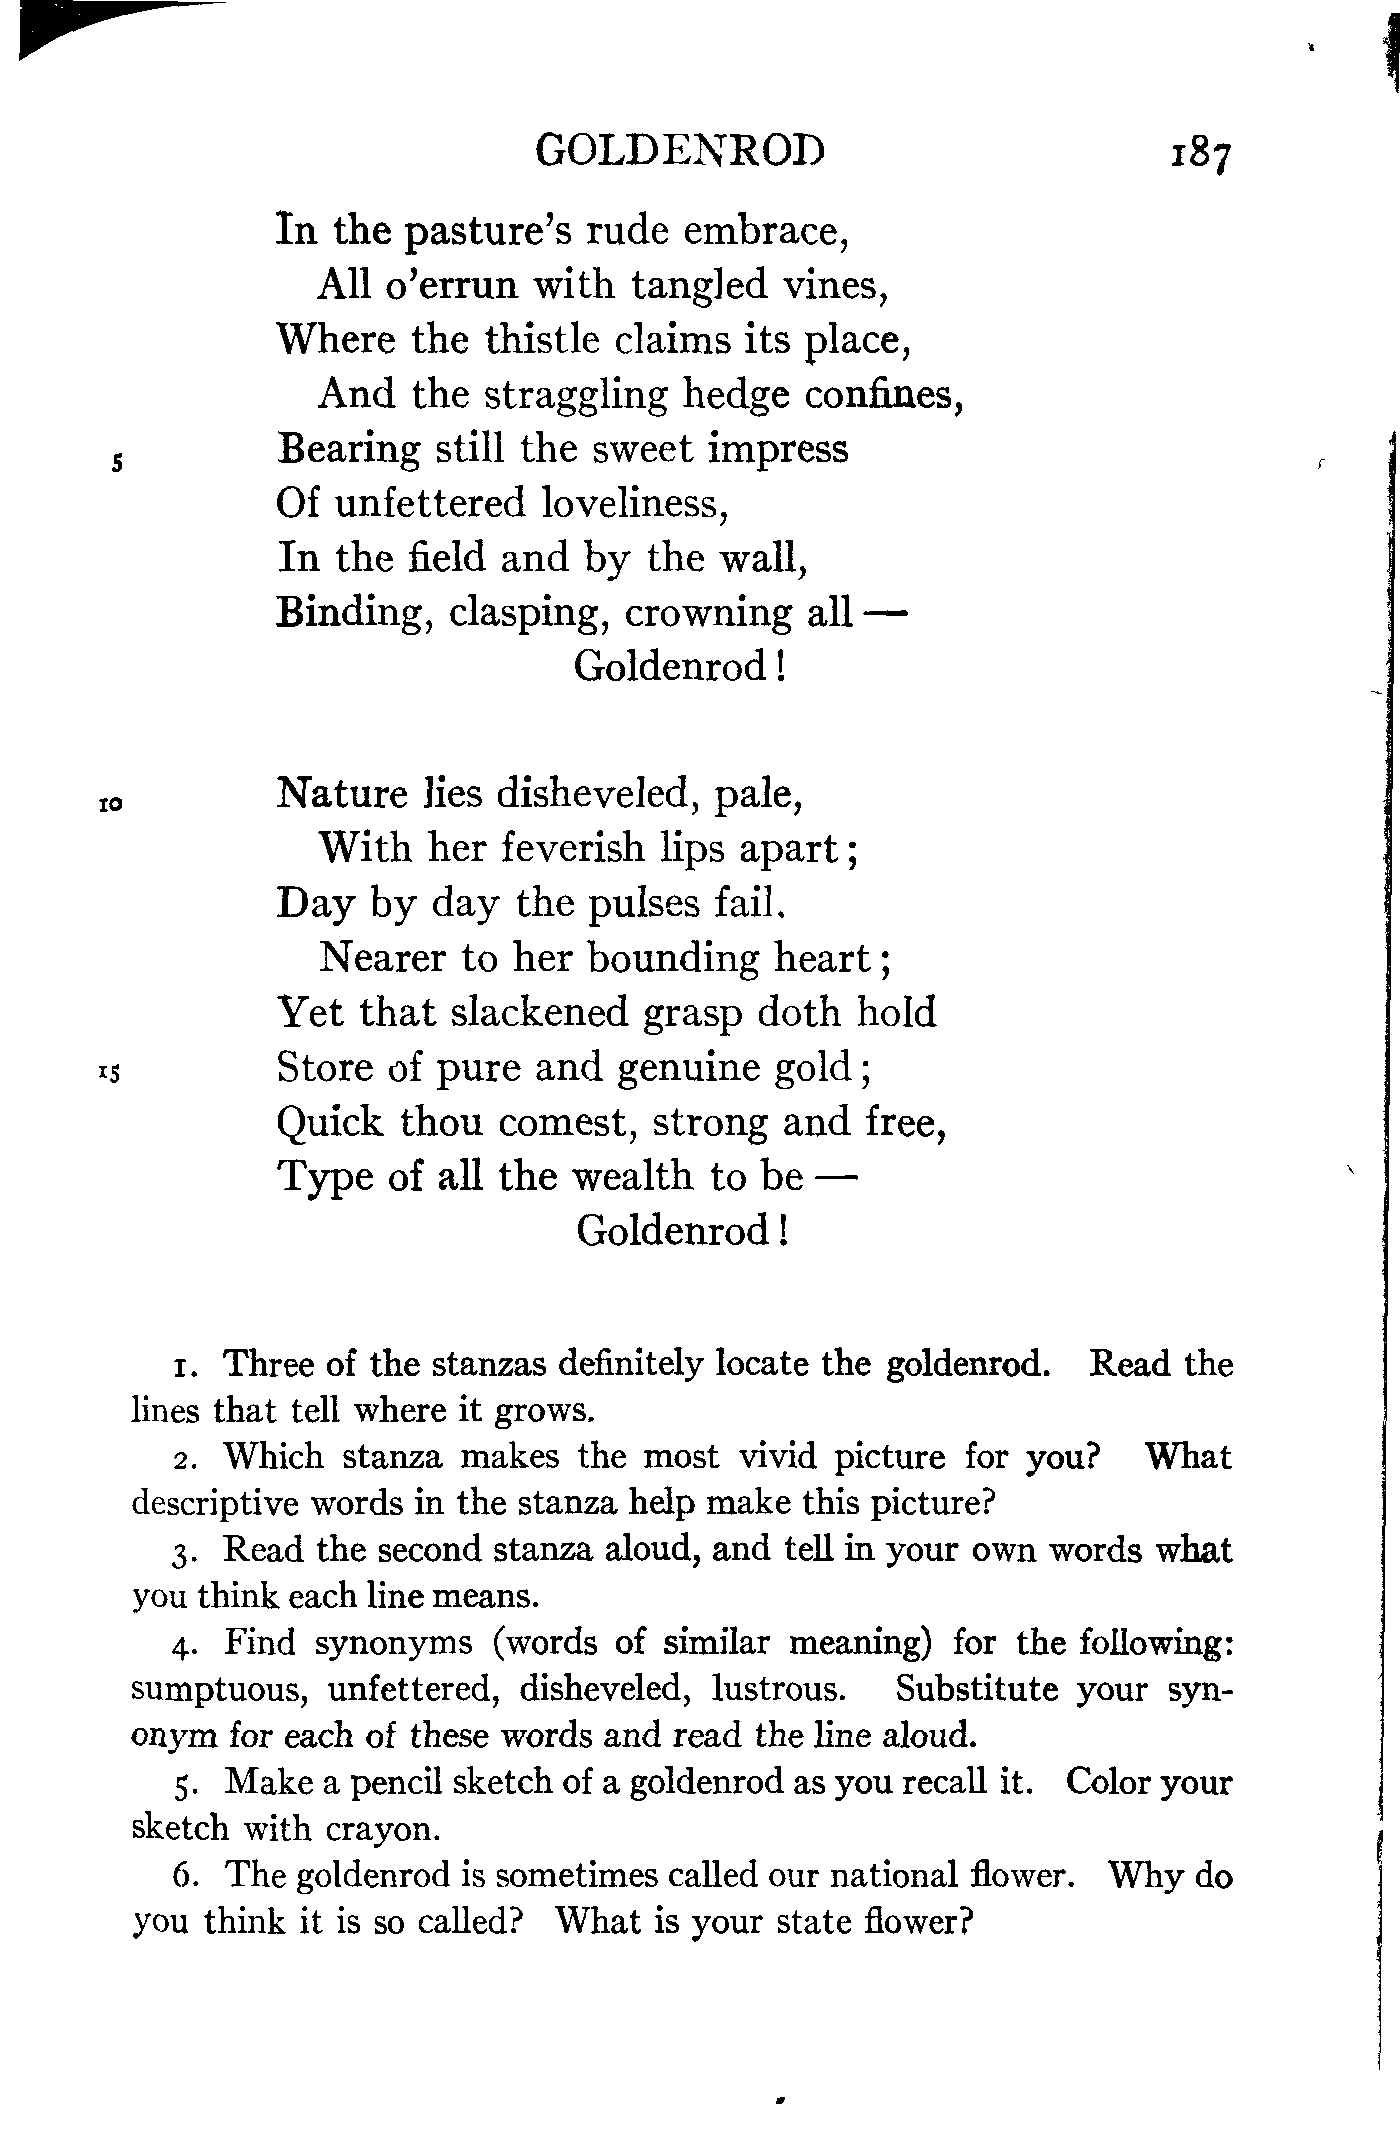 GOLDENROD 187
In the pasture's rude embrace,
All o'errun with tangled vines,
Where the thistle claims its place,
And the straggling hedge confines,
5 Bearing still the sweet impress
Of unfettered loveliness,
In the field and by the wall,
Binding, clasping, crowning all —
Goldenrod!
10 Nature lies disheveled, pale,
With her feverish lips apart;
Day by day the pulses fail.
Nearer to her bounding heart;
Yet that slackened grasp doth hold
15 Store of pure and genuine gold;
Quick thou comest, strong and free,
Type of all the wealth to be —
Goldenrod!
1. Three of the stanzas definitely locate the goldenrod. Read the
lines that tell where it grows.
2. Which stanza makes the most vivid picture for you? What
descriptive words in the stanza help make this picture?
3. Read the second stanza aloud, and tell in your own words what
you think each line means.
4. Find synonyms (words of similar meaning) for the following:
sumptuous, unfettered, disheveled, lustrous. Substitute your syn-
onym for each of these words and read the line aloud.
5. Make a pencil sketch of a goldenrod as you recall it. Color your
sketch with crayon.
6. The goldenrod is sometimes called our national flower. Why do
you think it is so called? What is your state flower?